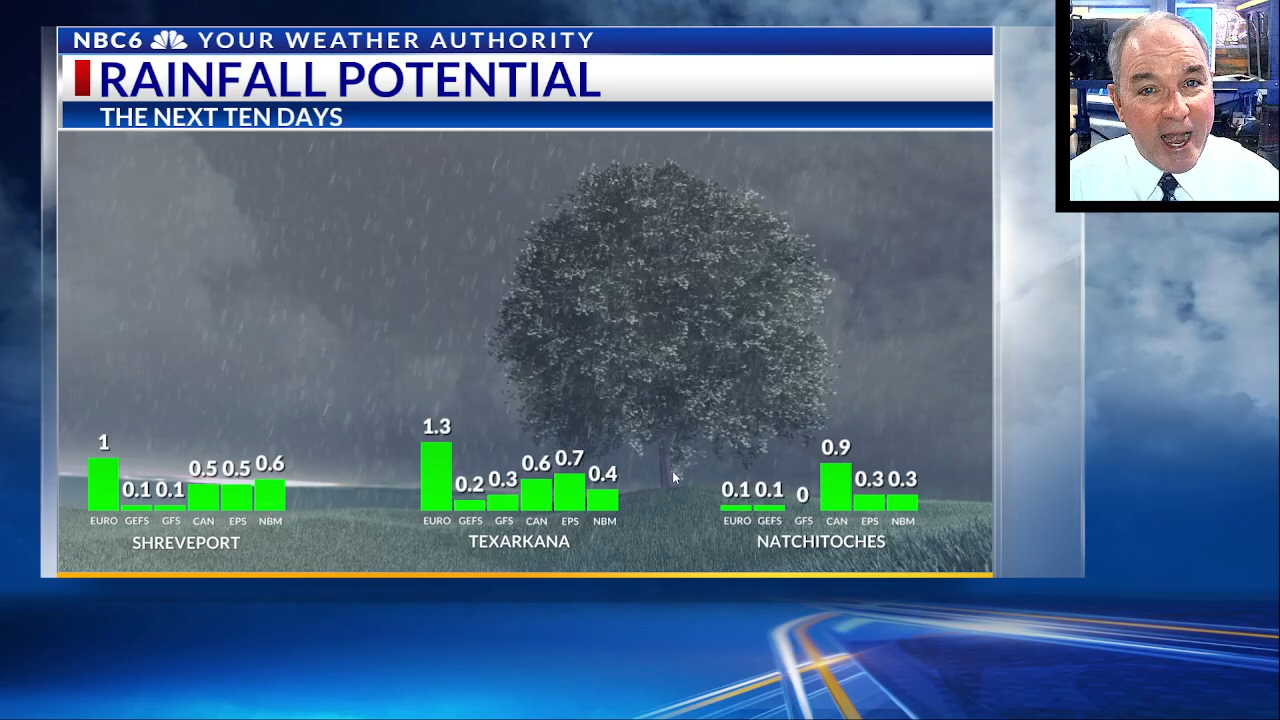 NBC6 YOUR WEATHER AUTHORITY
RAINFALL POTENTIAL
THE NEXT TEN DAYS
1 0.1 0.1 0.5 0.5 0.6
EURO GEFS GFS CAN EPS NBM
SHREVEPORT
1.3 0.2 0.3 0.6 0.7 0.4
EURO GEFS GFS CAN EPS NBM
TEXARKANA
0.1 0.1 0 0.9 0.3 0.3
EURO GEFS GFS CAN EPS NBM
NATCHITOCHES